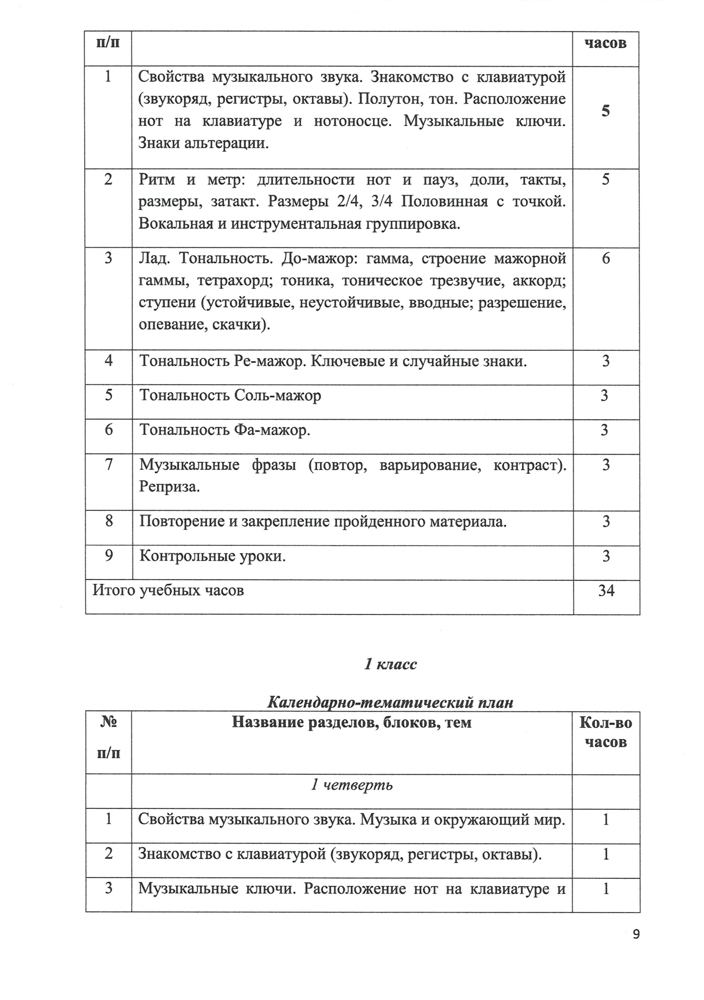 п/п часов
1 Свойства музыкального звука. Знакомство с клавиатурой
(звукоряд, регистры, октавы). Полутон, тон. Расположение
5
нот на клавиатуре и нотоносце. Музыкальные ключи.
Знаки альтерации.
2 Ритм и метр: длительности нот и пауз, доли, такты, 5
размеры, затакт. Размеры 2/4, 3/4 Половинная с точкой.
Вокальная и инструментальная группировка.
3 Лад. Тональность. До-мажор: гамма, строение мажорной 6
гаммы, тетрахорд; тоника, тоническое трезвучие, аккорд;
ступени (устойчивые, неустойчивые, вводные; разрешение,
опевание, скачки).
4 Тональность Ре-мажор. Ключевые и случайные знаки. 3
5 Тональность Соль-мажор 3
6 Тональность Фа-мажор. 3
7 Музыкальные фразы (повтор, варьирование, контраст). 3
Реприза.
8 Повторение и закрепление пройденного материала. 3
9 Контрольные уроки. 3
Итого учебных часов 34
1 класс
Календарно-тематический план
№ Название разделов, блоков, тем Кол-во
часов
п/п
1 четверть
1 Свойства музыкального звука. Музыка и окружающий мир. 1
2 Знакомство с клавиатурой (звукоряд, регистры, октавы). 1
3 Музыкальные ключи. Расположение нот на клавиатуре и 1
9